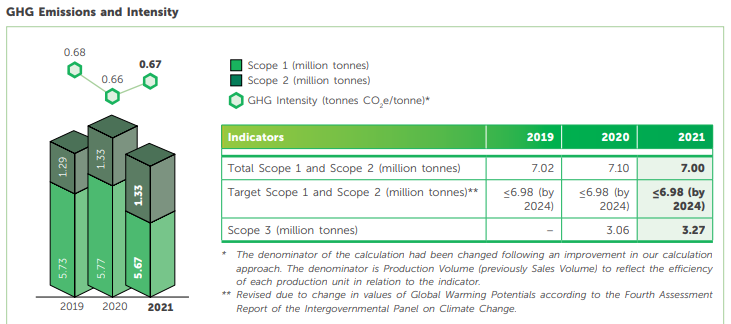 GHG Emissions and Intensity
0.68
0.66
0.67
Scope 1 (million tonnes)
Scope 2 (million tonnes)
GHG Intensity (tonnes CO₂e/tonne)*
1.29
1.33
1.33
5.73
5.77
5.67
2019 2020 2021
Indicators 2019 2020 2021
Total Scope 1 and Scope 2 (million tonnes) 7.02 7.10 7.00
Target Scope 1 and Scope 2 (million tonnes)** ≤6.98 (by ≤6.98 (by ≤6.98 (by
2024) 2024) 2024)
Scope 3 (million tonnes) – 3.06 3.27
* The denominator of the calculation had been changed following an improvement in our calculation
approach. The denominator is Production Volume (previously Sales Volume) to reflect the efficiency
of each production unit in relation to the indicator.
** Revised due to change in values of Global Warming Potentials according to the Fourth Assessment
Report of the Intergovernmental Panel on Climate Change.